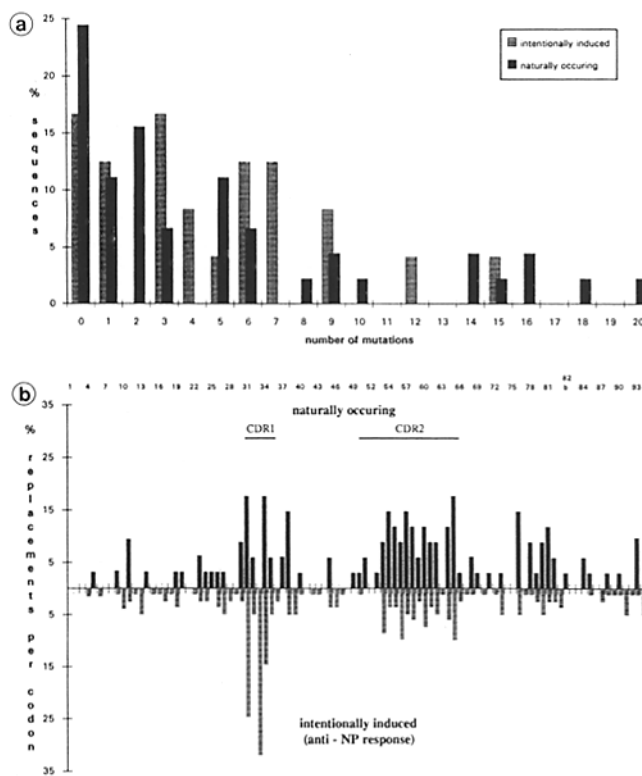 a
25
20
15
10
5
0
% sequences
intentionally induced
naturally occuring
0 1 2 3 4 5 6 7 8 9 10 11 12 13 14 15 16 17 18 19 20
number of mutations
b
1 4 7 10 13 16 19 22 25 28 31 34 37 40 43 46 49 52 54 57 60 63 66 69 72 75 78 81 84 87 90 93
35
25
15
5
5
15
25
35
% replacements per codon
naturally occuring
CDR1
CDR2
intentionally induced
(anti - NP response)